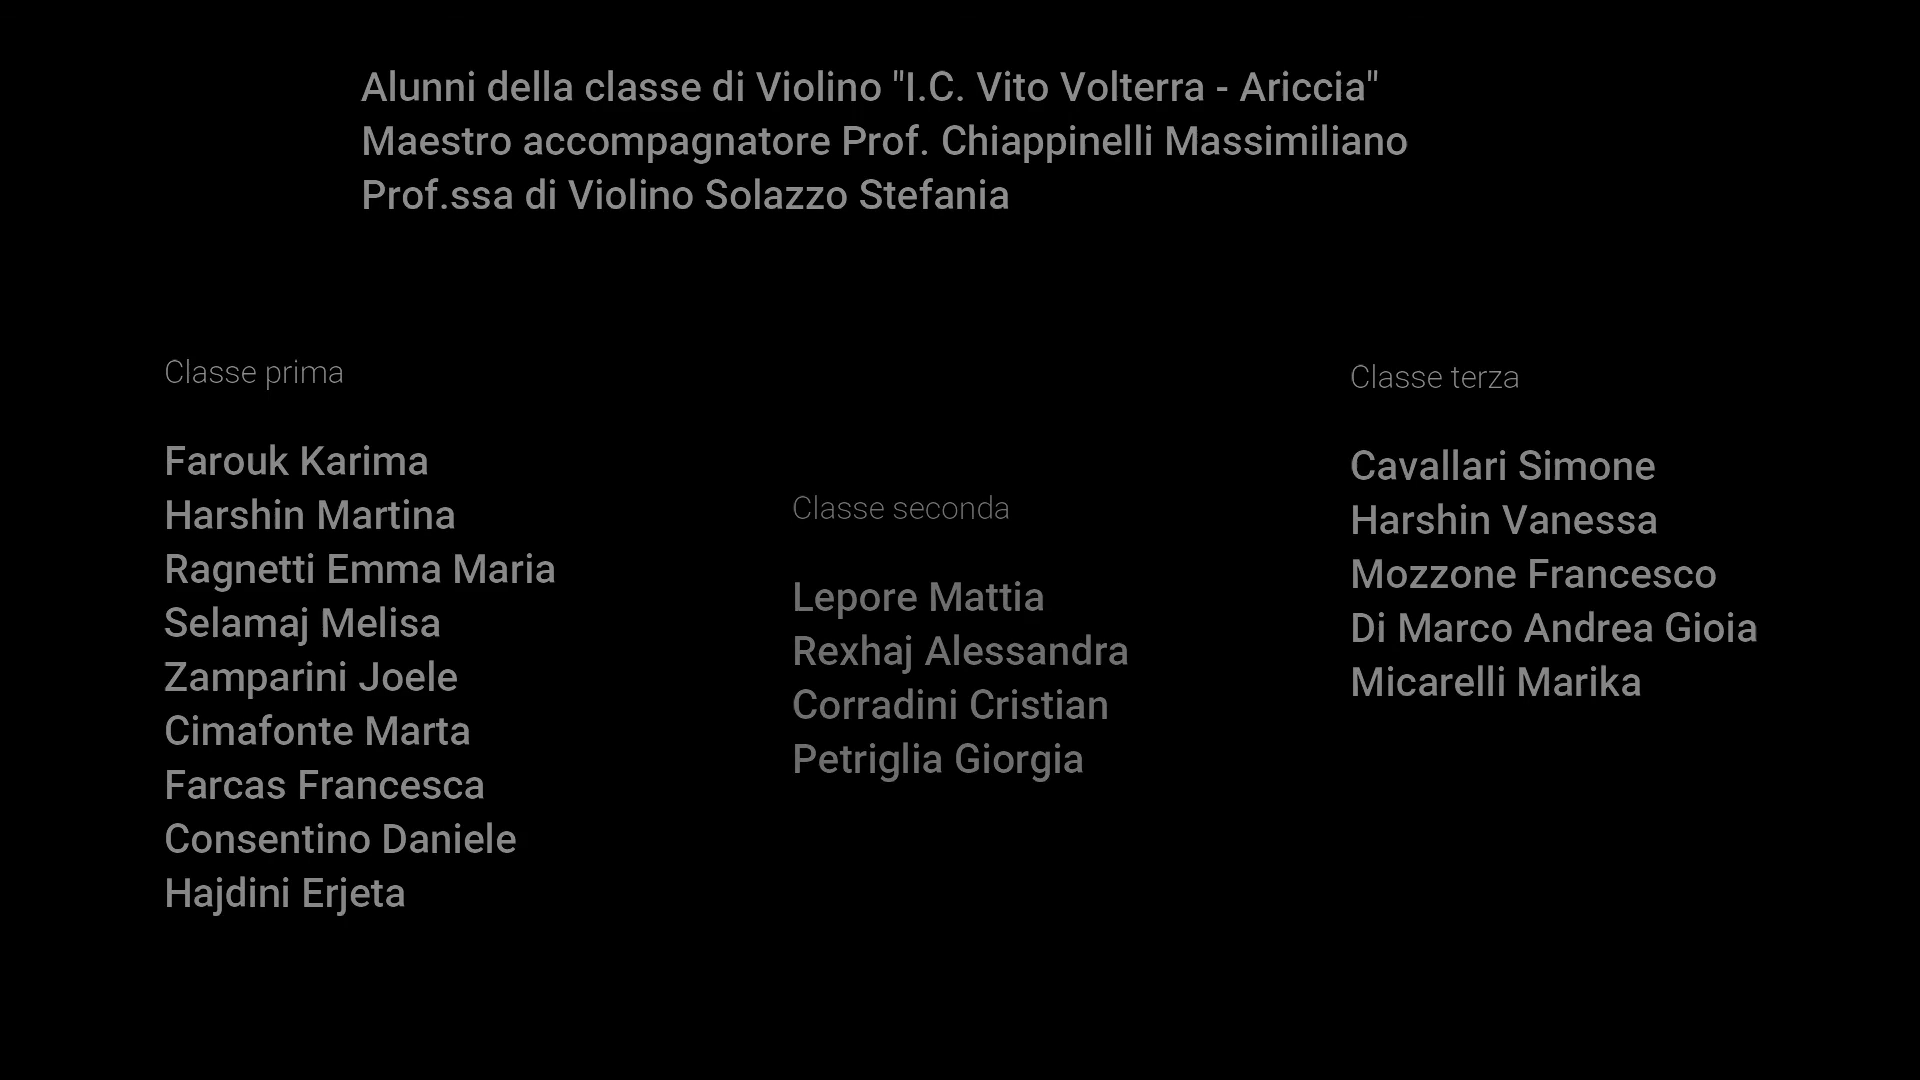 Alunni della classe di Violino "I.C. Vito Volterra - Ariccia"
Maestro accompagnatore Prof. Chiappinelli Massimiliano
Prof.ssa di Violino Solazzo Stefania
Classe prima
Farouk Karima
Harshin Martina
Ragnetti Emma Maria
Selamaj Melisa
Zamparini Joele
Cimafonte Marta
Farcas Francesca
Consentino Daniele
Hajdini Erjeta
Classe seconda
Lepore Mattia
Rexhaj Alessandra
Corradini Cristian
Petriglia Giorgia
Classe terza
Cavallari Simone
Harshin Vanessa
Mozzone Francesco
Di Marco Andrea Gioia
Micarelli Marika